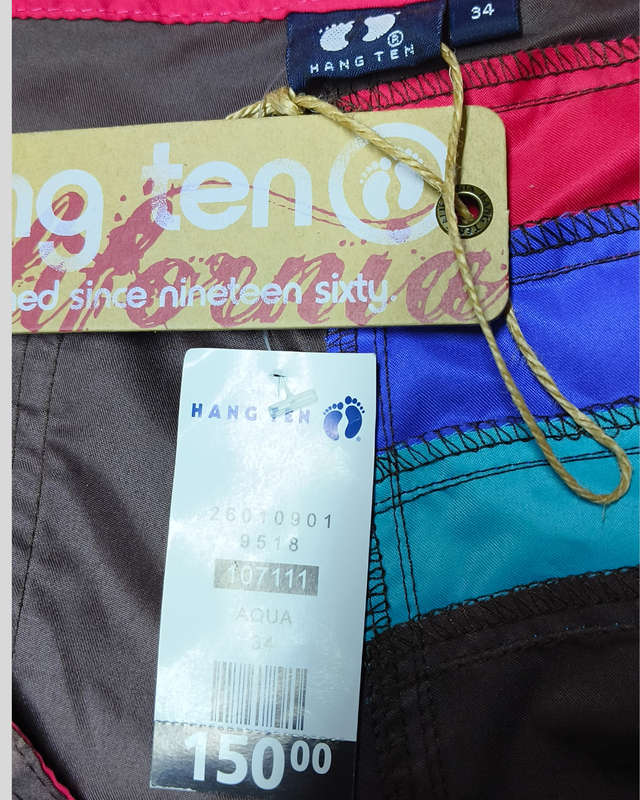 34
HANG TEN
ng ten
ned since nineteen sixty.
HANG TEN
26010901
9518
107111
AQUA
34
150 00